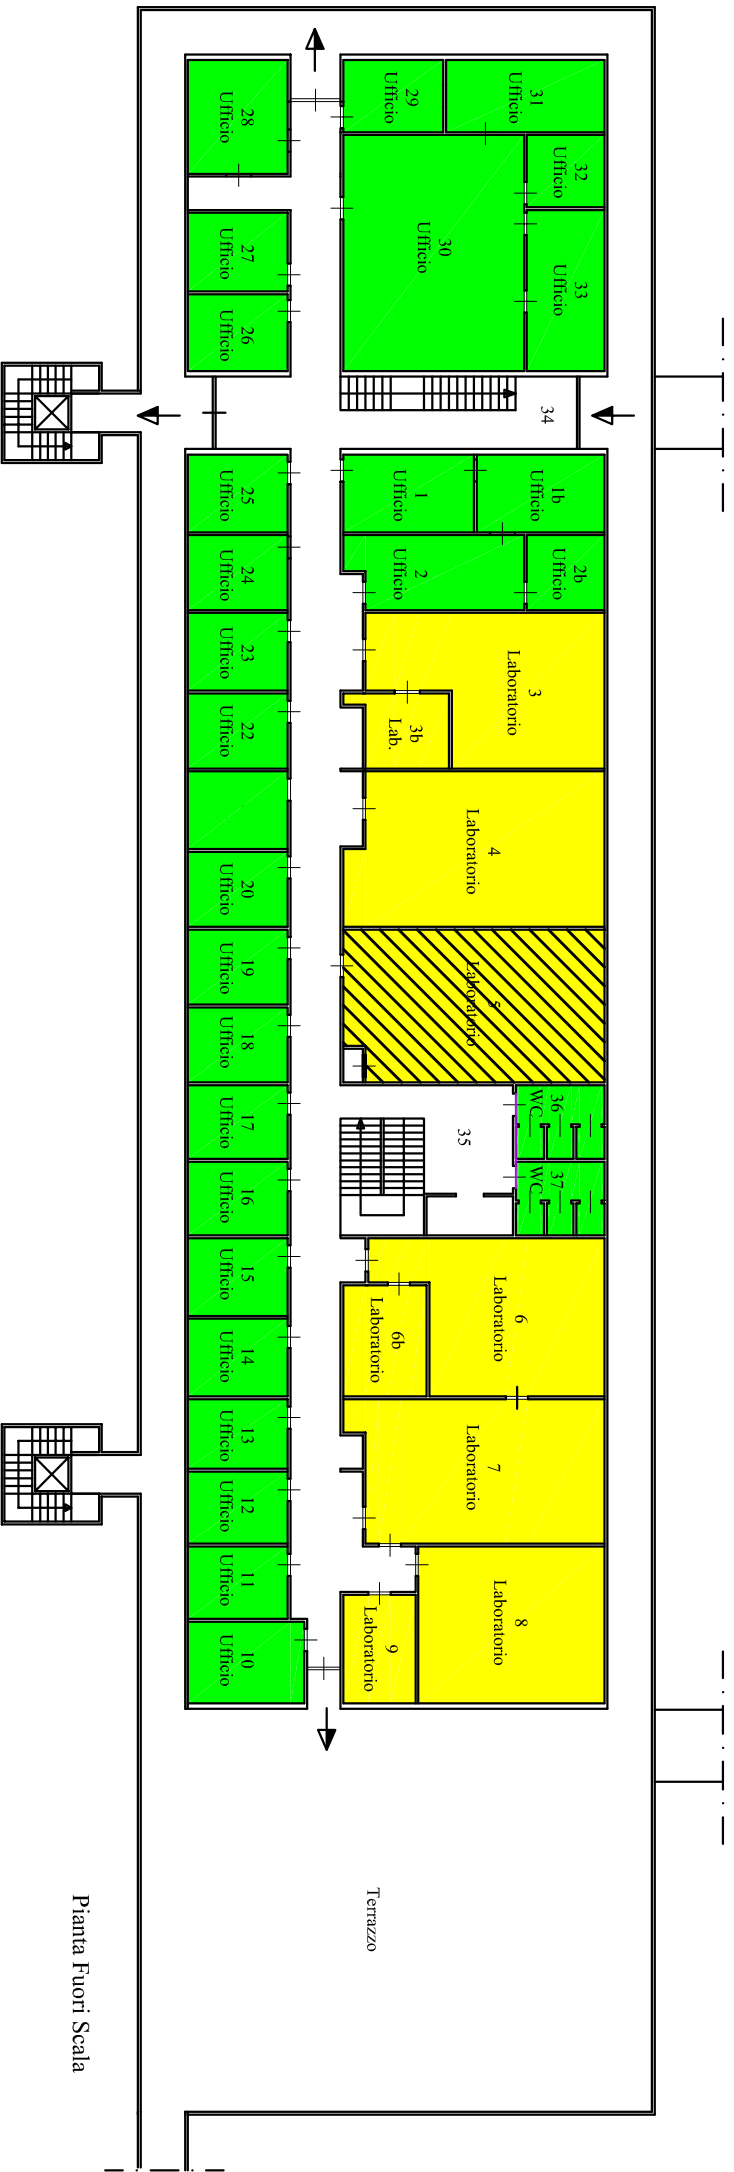 31
Ufficio
29
Ufficio
28
Ufficio
32
Ufficio
33
Ufficio
30
Ufficio
27
Ufficio
26
Ufficio
34
1b
Ufficio
1
Ufficio
25
Ufficio
2b
Ufficio
2
Ufficio
24
Ufficio
3
Laboratorio
23
Ufficio
3b
Lab.
22
Ufficio
4
Laboratorio
20
Ufficio
5
Laboratorio
19
Ufficio
18
Ufficio
36
WC
35
17
Ufficio
37
WC
16
Ufficio
6
Laboratorio
15
Ufficio
6b
Laboratorio
14
Ufficio
7
Laboratorio
13
Ufficio
12
Ufficio
8
Laboratorio
11
Ufficio
9
Laboratorio
10
Ufficio
Terrazzo
Pianta Fuori Scala